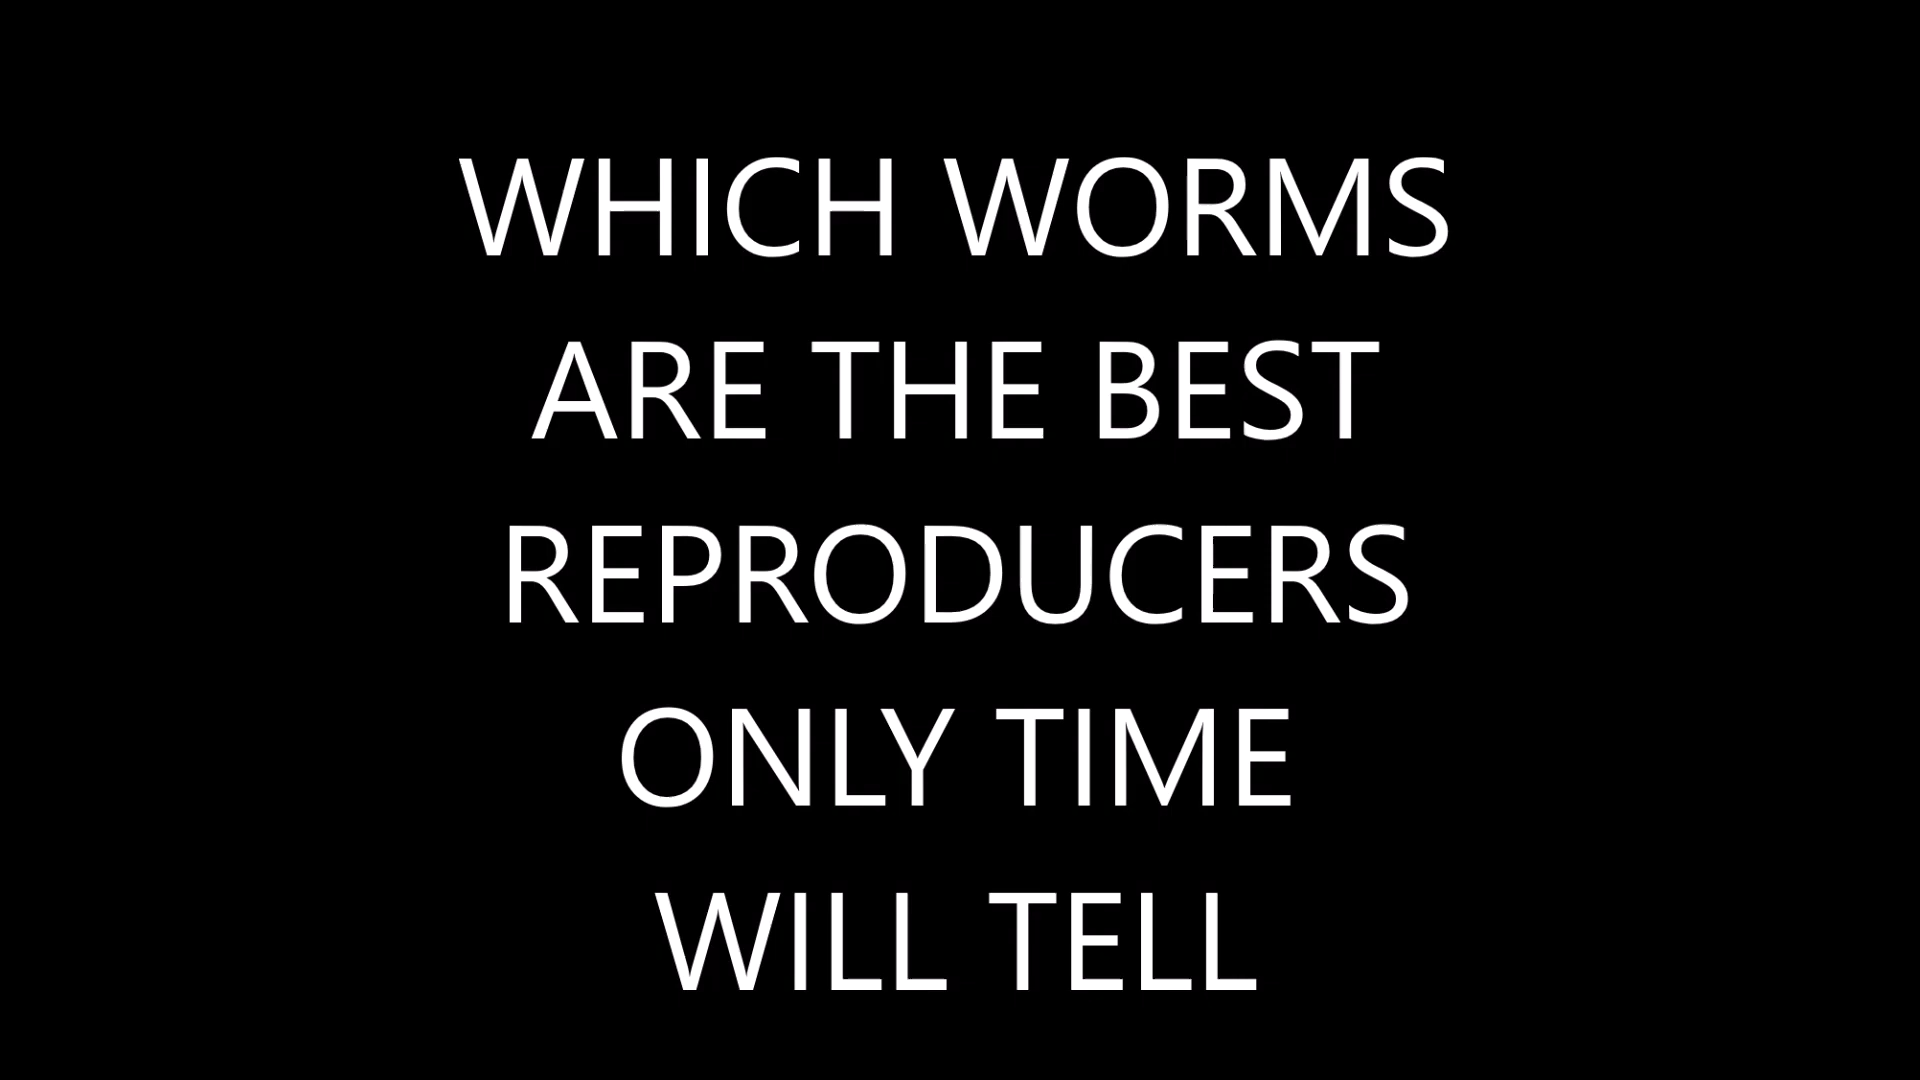 WHICH WORMS
ARE THE BEST
REPRODUCERS
ONLY TIME
WILL TELL